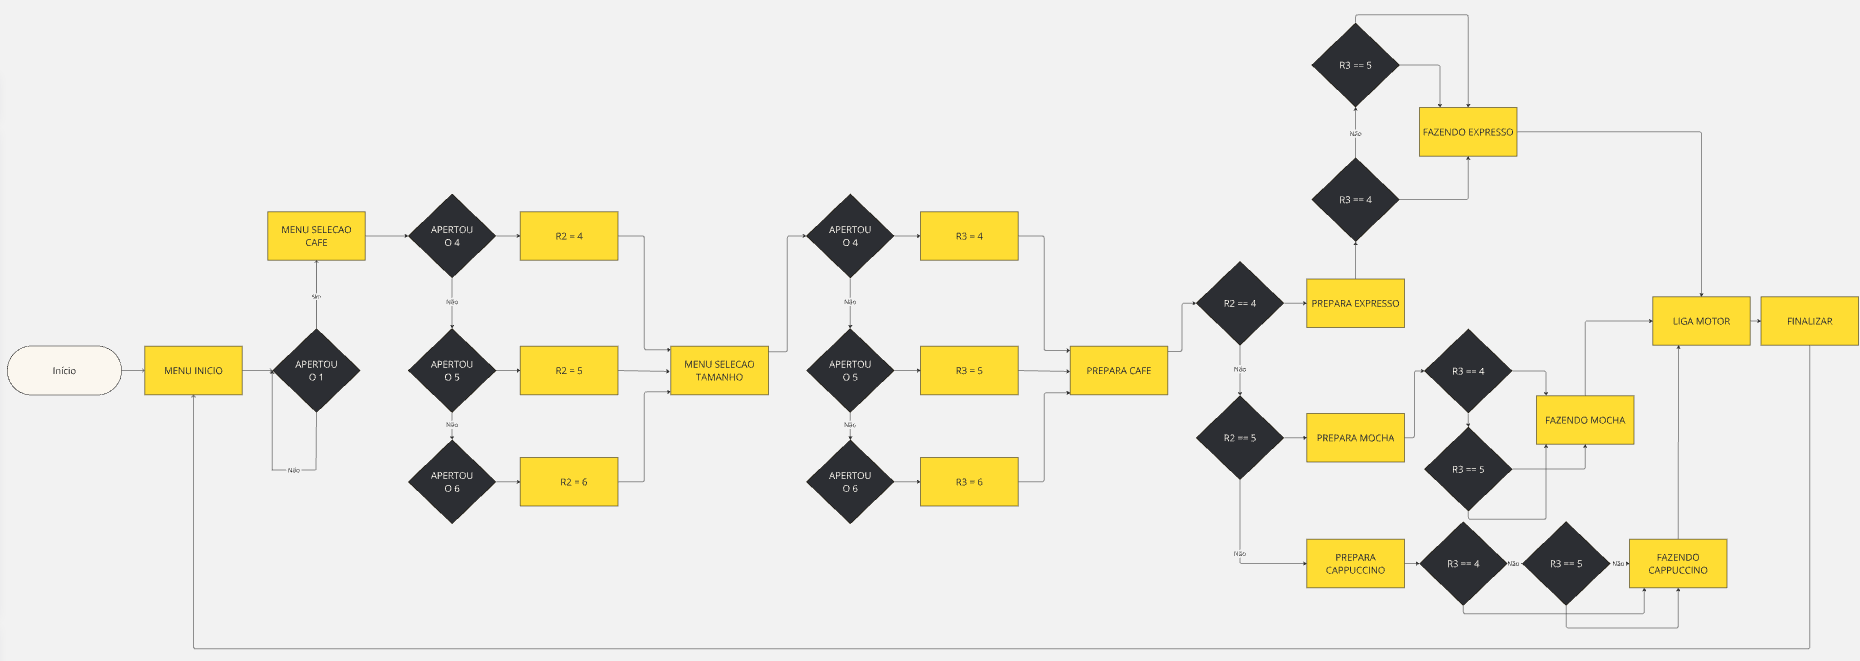 R3 == 5
FAZENDO EXPRESSO
Não
R3 == 4
MENU SELECAO
CAFE
APERTOU
O 4
R2 = 4
APERTOU
O 4
R3 = 4
Sim
Não
Não
R2 == 4
PREPARA EXPRESSO
LIGA MOTOR
FINALIZAR
Início
MENU INICIO
APERTOU
O 1
APERTOU
O 5
R2 = 5
MENU SELECAO
TAMANHO
APERTOU
O 5
R3 = 5
PREPARA CAFE
Não
R3 == 4
FAZENDO MOCHA
Não
Não
R2 == 5
PREPARA MOCHA
R3 == 5
Não
APERTOU
O 6
R2 = 6
APERTOU
O 6
R3 = 6
Não
PREPARA
CAPPUCCINO
R3 == 4
Não
R3 == 5
Não
FAZENDO
CAPPUCCINO